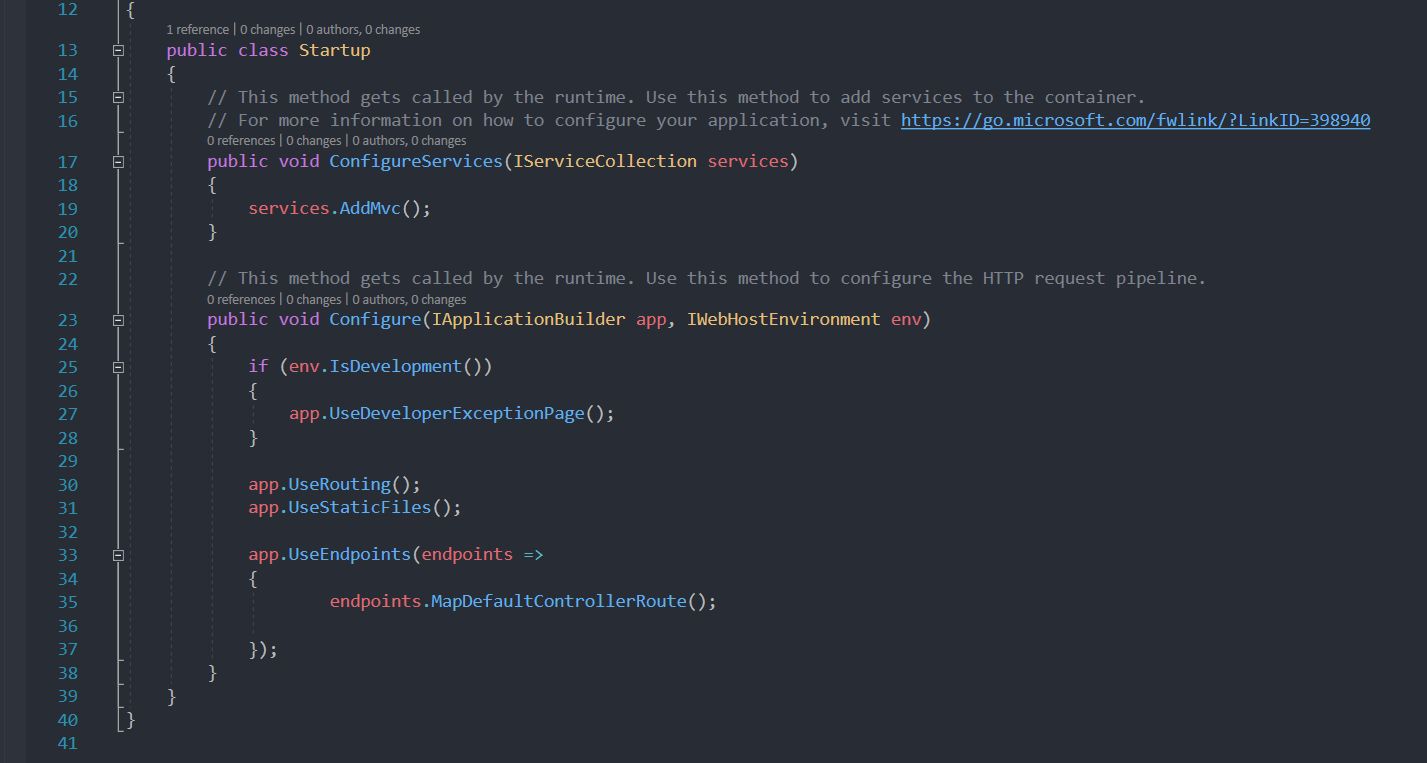 12 {
1 reference | 0 changes | 0 authors, 0 changes
13 public class Startup
14 {
15 // This method gets called by the runtime. Use this method to add services to the container.
16 // For more information on how to configure your application, visit https://go.microsoft.com/fwlink/?LinkID=398940
0 references | 0 changes | 0 authors, 0 changes
17 public void ConfigureServices(IServiceCollection services)
18 {
19 services.AddMvc();
20 }
21
22 // This method gets called by the runtime. Use this method to configure the HTTP request pipeline.
0 references | 0 changes | 0 authors, 0 changes
23 public void Configure(IApplicationBuilder app, IWebHostEnvironment env)
24 {
25 if (env.IsDevelopment())
26 {
27 app.UseDeveloperExceptionPage();
28 }
29
30 app.UseRouting();
31 app.UseStaticFiles();
32
33 app.UseEndpoints(endpoints =>
34 {
35 endpoints.MapDefaultControllerRoute();
36
37 });
38 }
39 }
40 }
41